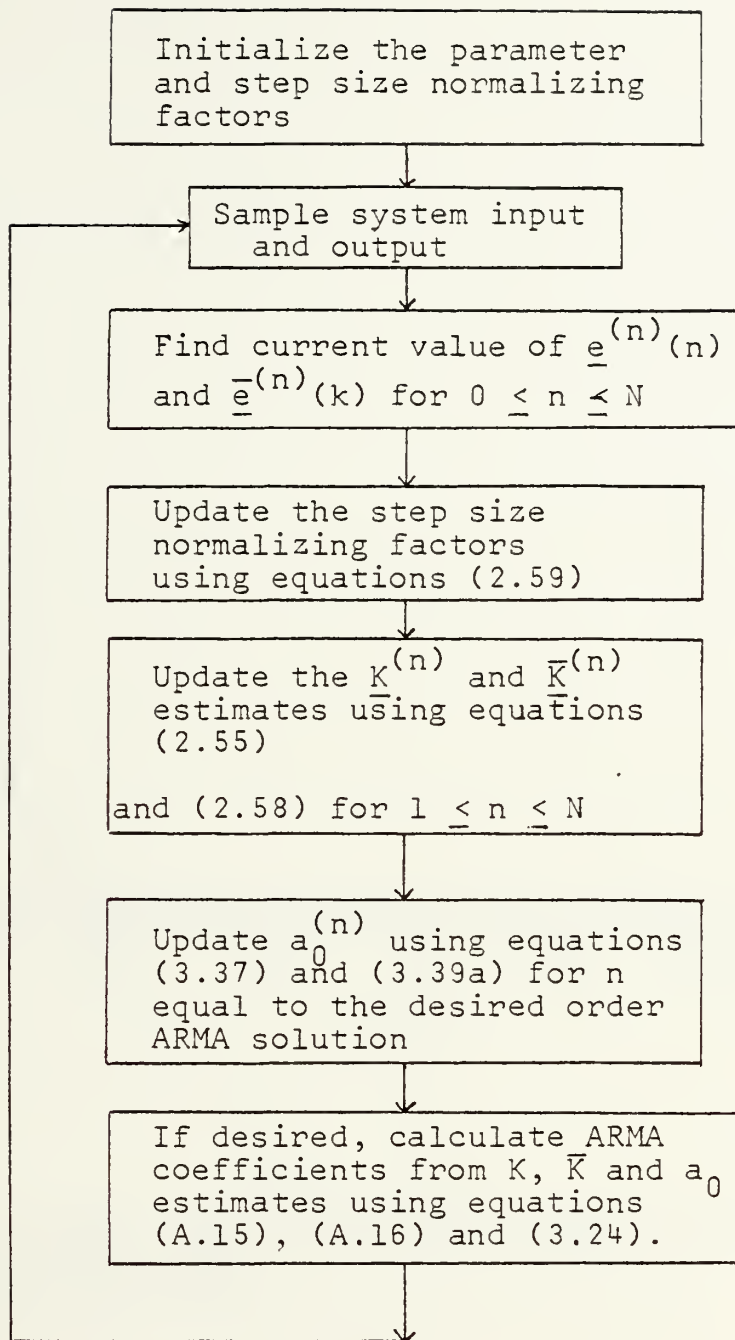 Initialize the parameter
and step size normalizing
factors
Sample system input
and output
Find current value of e̲^(n)(n)
and e̲̅^(n)(k) for 0 ≤ n ≤ N
Update the step size
normalizing factors
using equations (2.59)
Update the K̲^(n) and K̲̅^(n)
estimates using equations
(2.55)
and (2.58) for 1 ≤ n ≤ N
Update a_0^(n) using equations
(3.37) and (3.39a) for n
equal to the desired order
ARMA solution
If desired, calculate ARMA
coefficients from K, K̅ and a_0
estimates using equations
(A.15), (A.16) and (3.24).